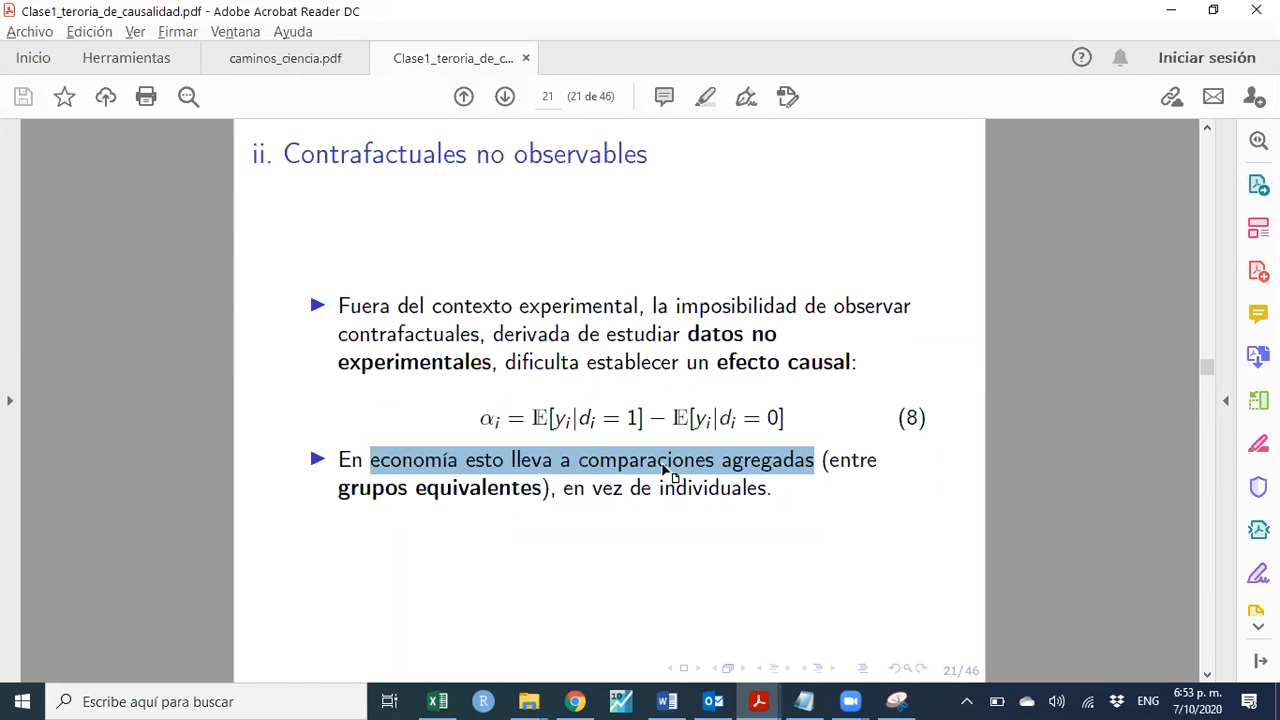 Clase1_teroria_de_causalidad.pdf - Adobe Acrobat Reader DC
Archivo Edición Ver Firmar Ventana Ayuda
Inicio Herramientas caminos_ciencia.pdf Clase1_teroria_de_c... × Iniciar sesión
21 (21 de 46)
ii. Contrafactuales no observables
Fuera del contexto experimental, la imposibilidad de observar
contrafactuales, derivada de estudiar datos no
experimentales, dificulta establecer un efecto causal:
αᵢ = 𝔼[yᵢ|dᵢ = 1] − 𝔼[yᵢ|dᵢ = 0] (8)
En economía esto lleva a comparaciones agregadas (entre
grupos equivalentes), en vez de individuales.
21/46
Escribe aquí para buscar
ENG
6:53 p. m.
7/10/2020